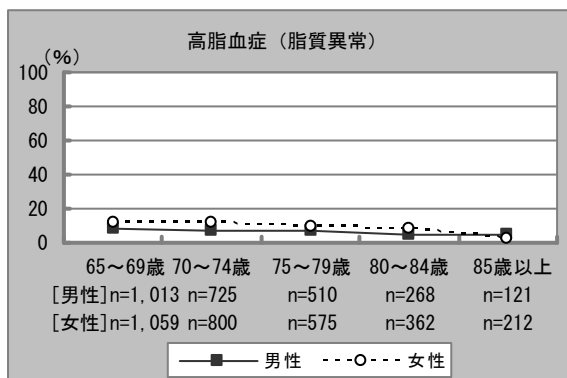 高脂血症（脂質異常）
(%)
100
80
60
40
20
0
65～69歳 70～74歳 75～79歳 80～84歳 85歳以上
[男性]n=1,013 n=725 n=510 n=268 n=121
[女性]n=1,059 n=800 n=575 n=362 n=212
男性 女性